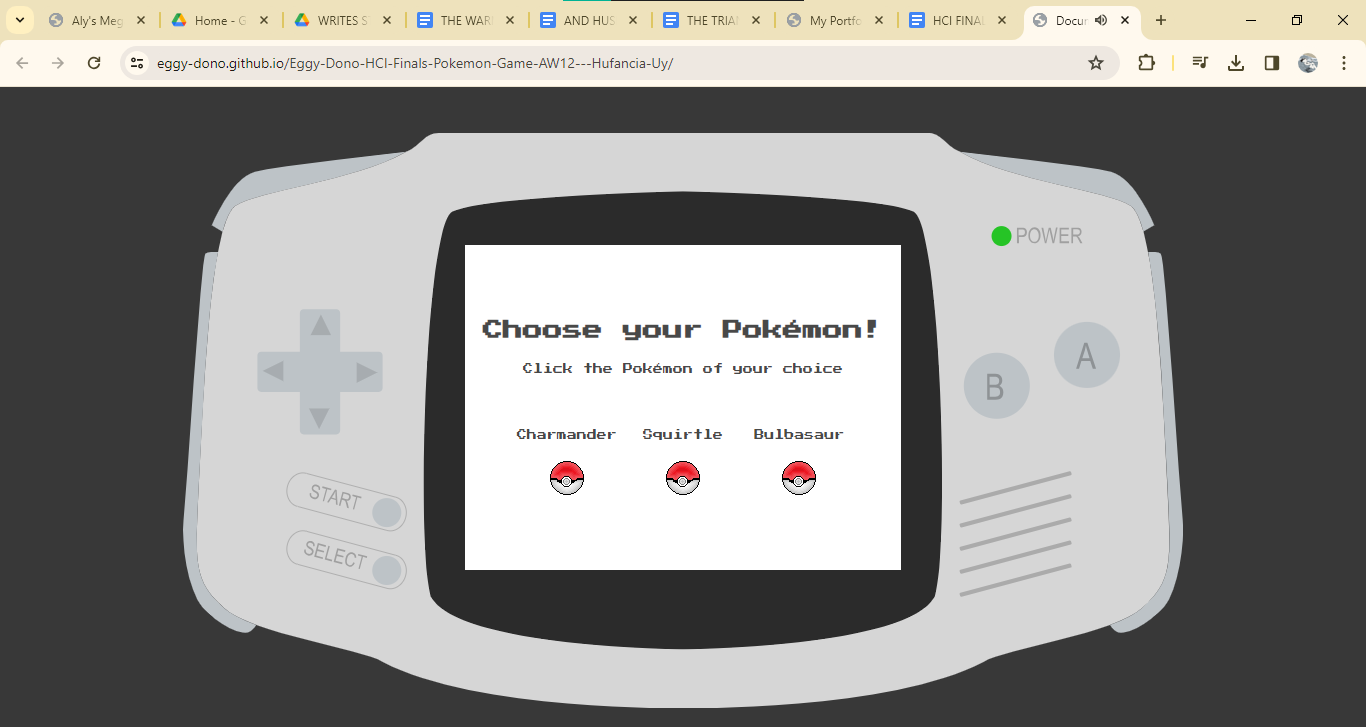 Aly's Meg
Home - G
WRITES S
THE WAR
AND HUS
THE TRIA
My Portfo
HCI FINAL
Docu
eggy-dono.github.io/Eggy-Dono-HCI-Finals-Pokemon-Game-AW12---Hufancia-Uy/
POWER
Choose your Pokémon!
Click the Pokémon of your choice
A
B
Charmander Squirtle Bulbasaur
START
SELECT